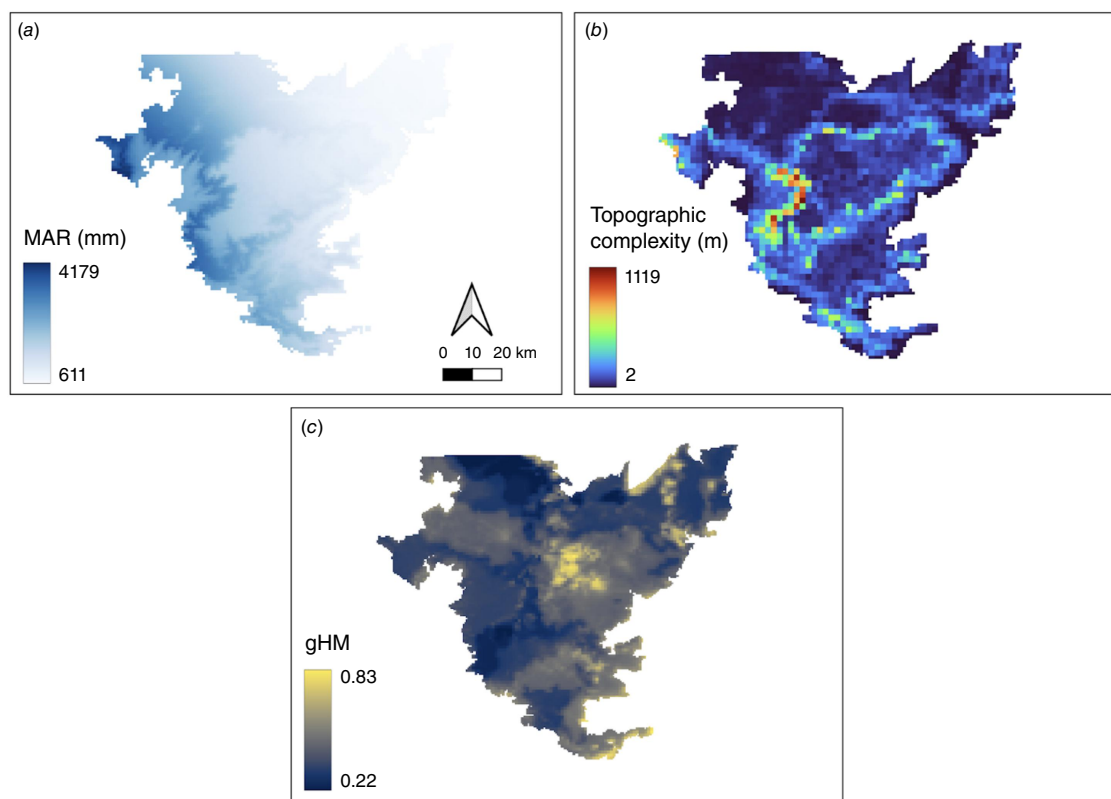 (a)
MAR (mm)
4179
611
0 10 20 km
(b)
Topographic
complexity (m)
1119
2
(c)
gHM
0.83
0.22